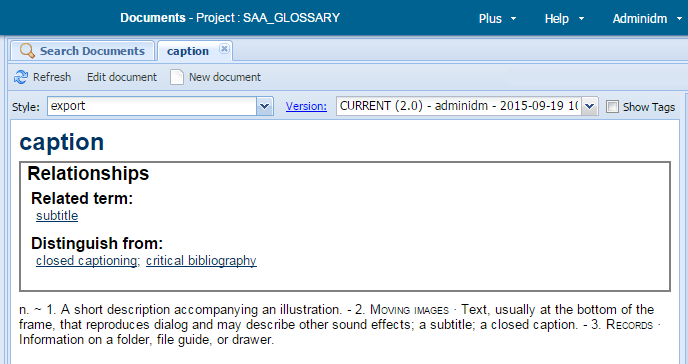 Documents - Project : SAA_GLOSSARY Plus Help Adminidm
Search Documents caption
Refresh Edit document New document
Style: export Version: CURRENT (2.0) - adminidm - 2015-09-19 10 Show Tags
caption
Relationships
Related term:
subtitle
Distinguish from:
closed captioning; critical bibliography
n. ~ 1. A short description accompanying an illustration. - 2. MOVING IMAGES · Text, usually at the bottom of the
frame, that reproduces dialog and may describe other sound effects; a subtitle; a closed caption. - 3. RECORDS ·
Information on a folder, file guide, or drawer.